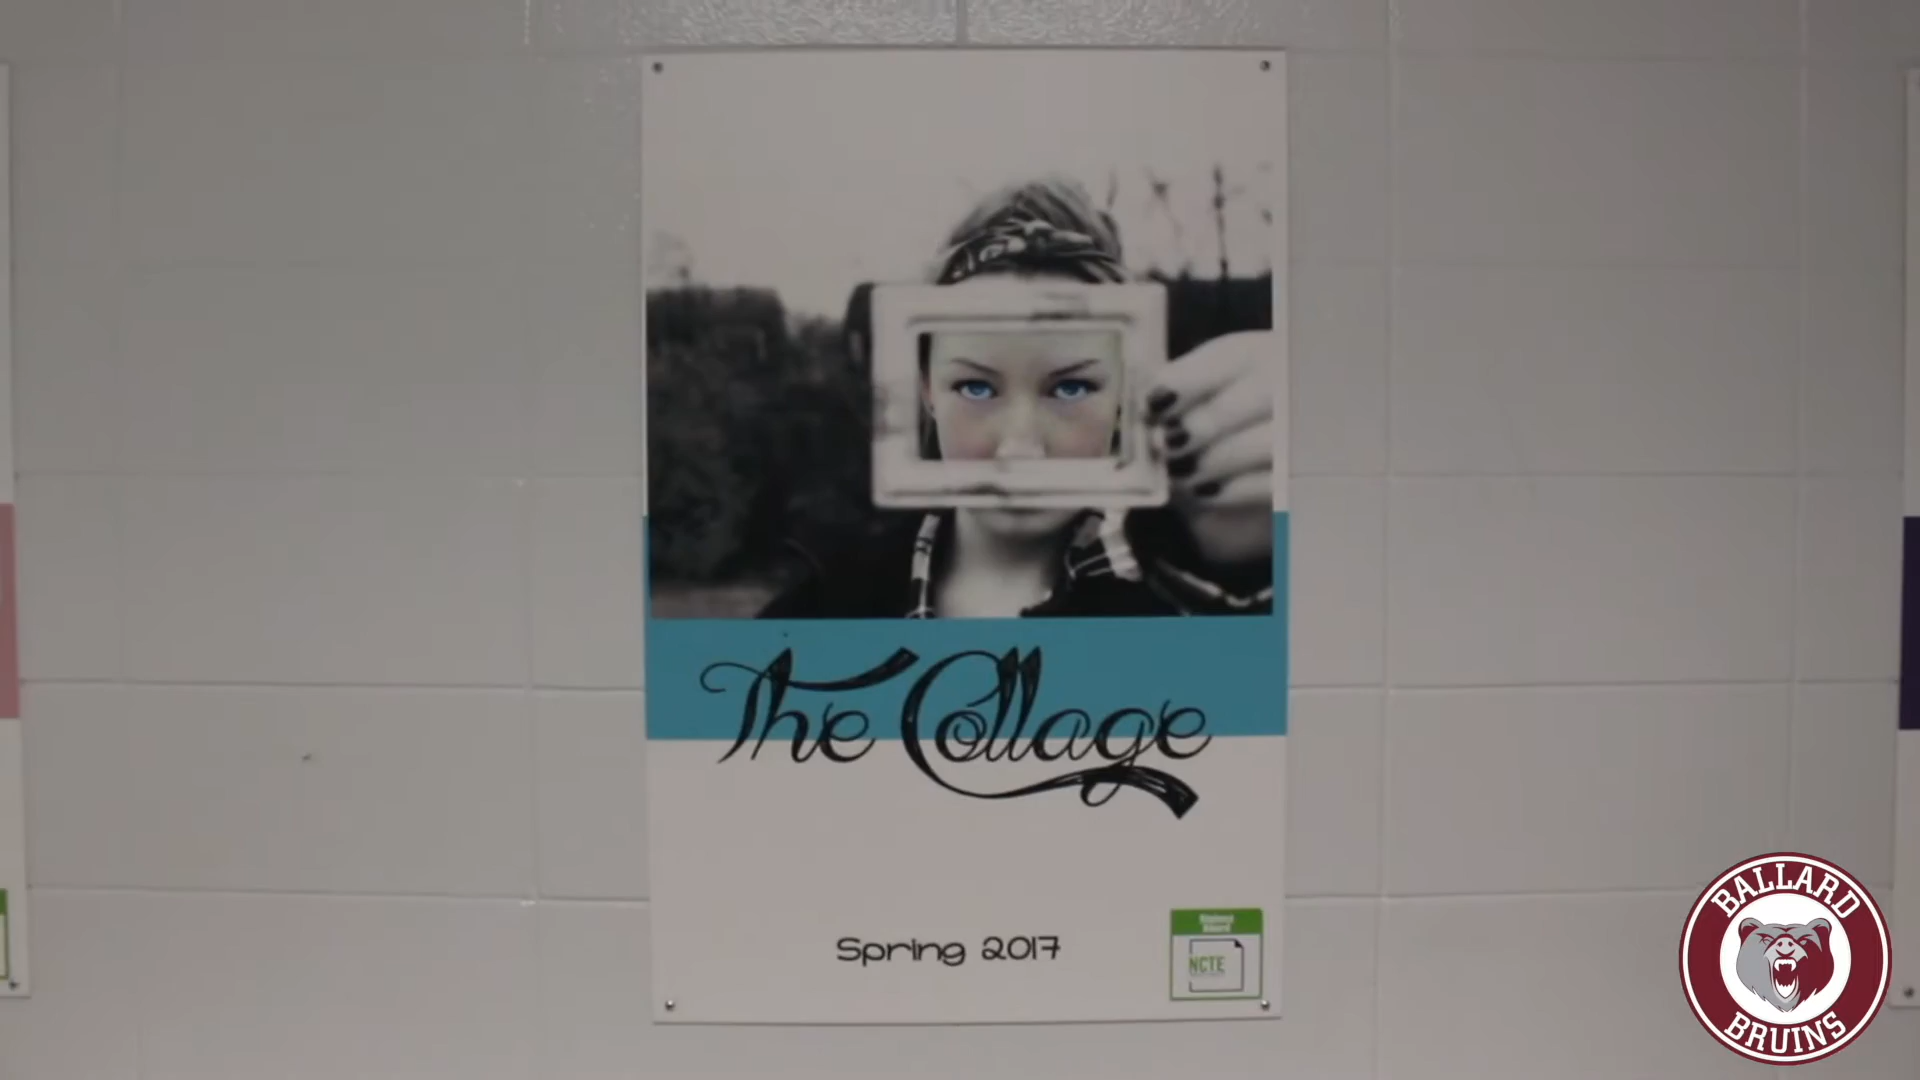 The Collage
Spring 2017
NCTE
BALLARD
BRUINS